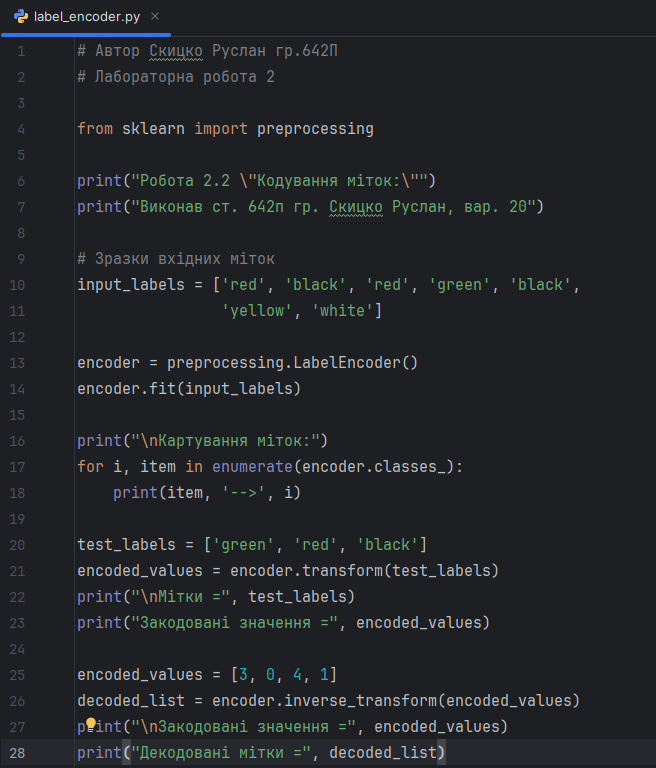 label_encoder.py
1 # Автор Скицко Руслан гр.642П
2 # Лабораторна робота 2
3
4 from sklearn import preprocessing
5
6 print("Робота 2.2 \"Кодування міток:\"")
7 print("Виконав ст. 642п гр. Скицко Руслан, вар. 20")
8
9 # Зразки вхідних міток
10 input_labels = ['red', 'black', 'red', 'green', 'black',
11 'yellow', 'white']
12
13 encoder = preprocessing.LabelEncoder()
14 encoder.fit(input_labels)
15
16 print("\nКартування міток:")
17 for i, item in enumerate(encoder.classes_):
18 print(item, '-->', i)
19
20 test_labels = ['green', 'red', 'black']
21 encoded_values = encoder.transform(test_labels)
22 print("\nМітки =", test_labels)
23 print("Закодовані значення =", encoded_values)
24
25 encoded_values = [3, 0, 4, 1]
26 decoded_list = encoder.inverse_transform(encoded_values)
27 print("\nЗакодовані значення =", encoded_values)
28 print("Декодовані мітки =", decoded_list)